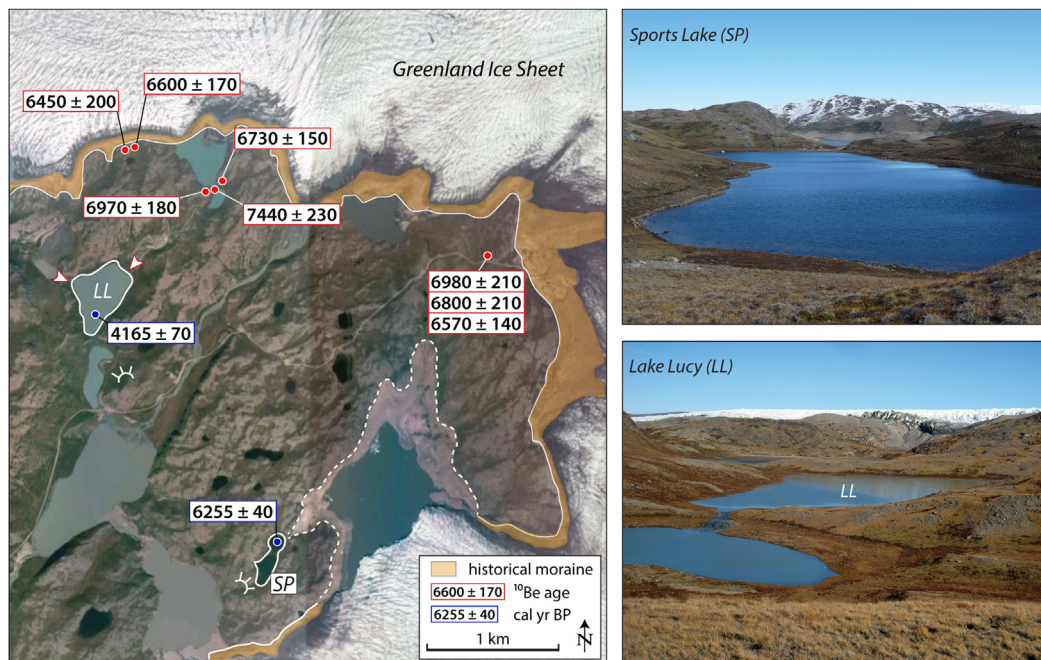 Greenland Ice Sheet
6600 ± 170
6450 ± 200
6730 ± 150
6970 ± 180
7440 ± 230
LL
4165 ± 70
6980 ± 210
6800 ± 210
6570 ± 140
6255 ± 40
SP
historical moraine
6600 ± 170 ¹⁰Be age
6255 ± 40 cal yr BP
1 km
N
Sports Lake (SP)
Lake Lucy (LL)
LL